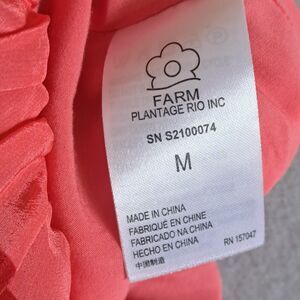 FARM
PLANTAGE RIO INC
SN S2100074
M
MADE IN CHINA
FABRIQUÉ EN CHINE
FABRICADO NA CHINA
HECHO EN CHINA
RN 157047
中国制造